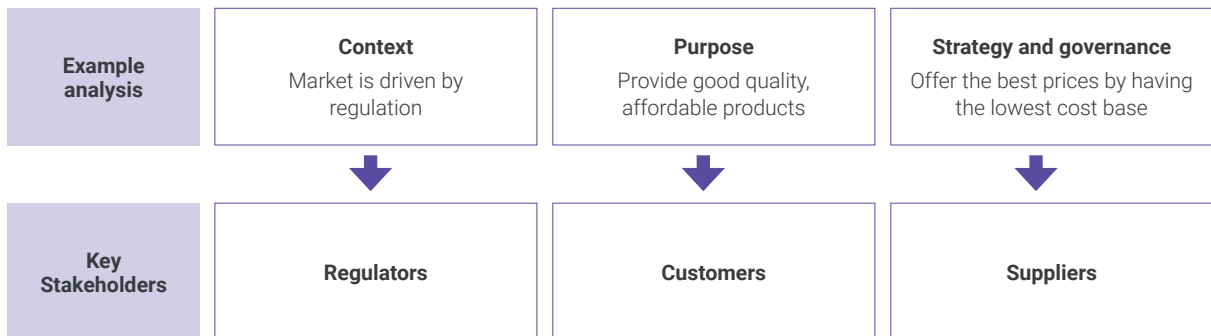 Example
analysis
Context
Market is driven by
regulation
Purpose
Provide good quality,
affordable products
Strategy and governance
Offer the best prices by having
the lowest cost base
Key
Stakeholders
Regulators
Customers
Suppliers